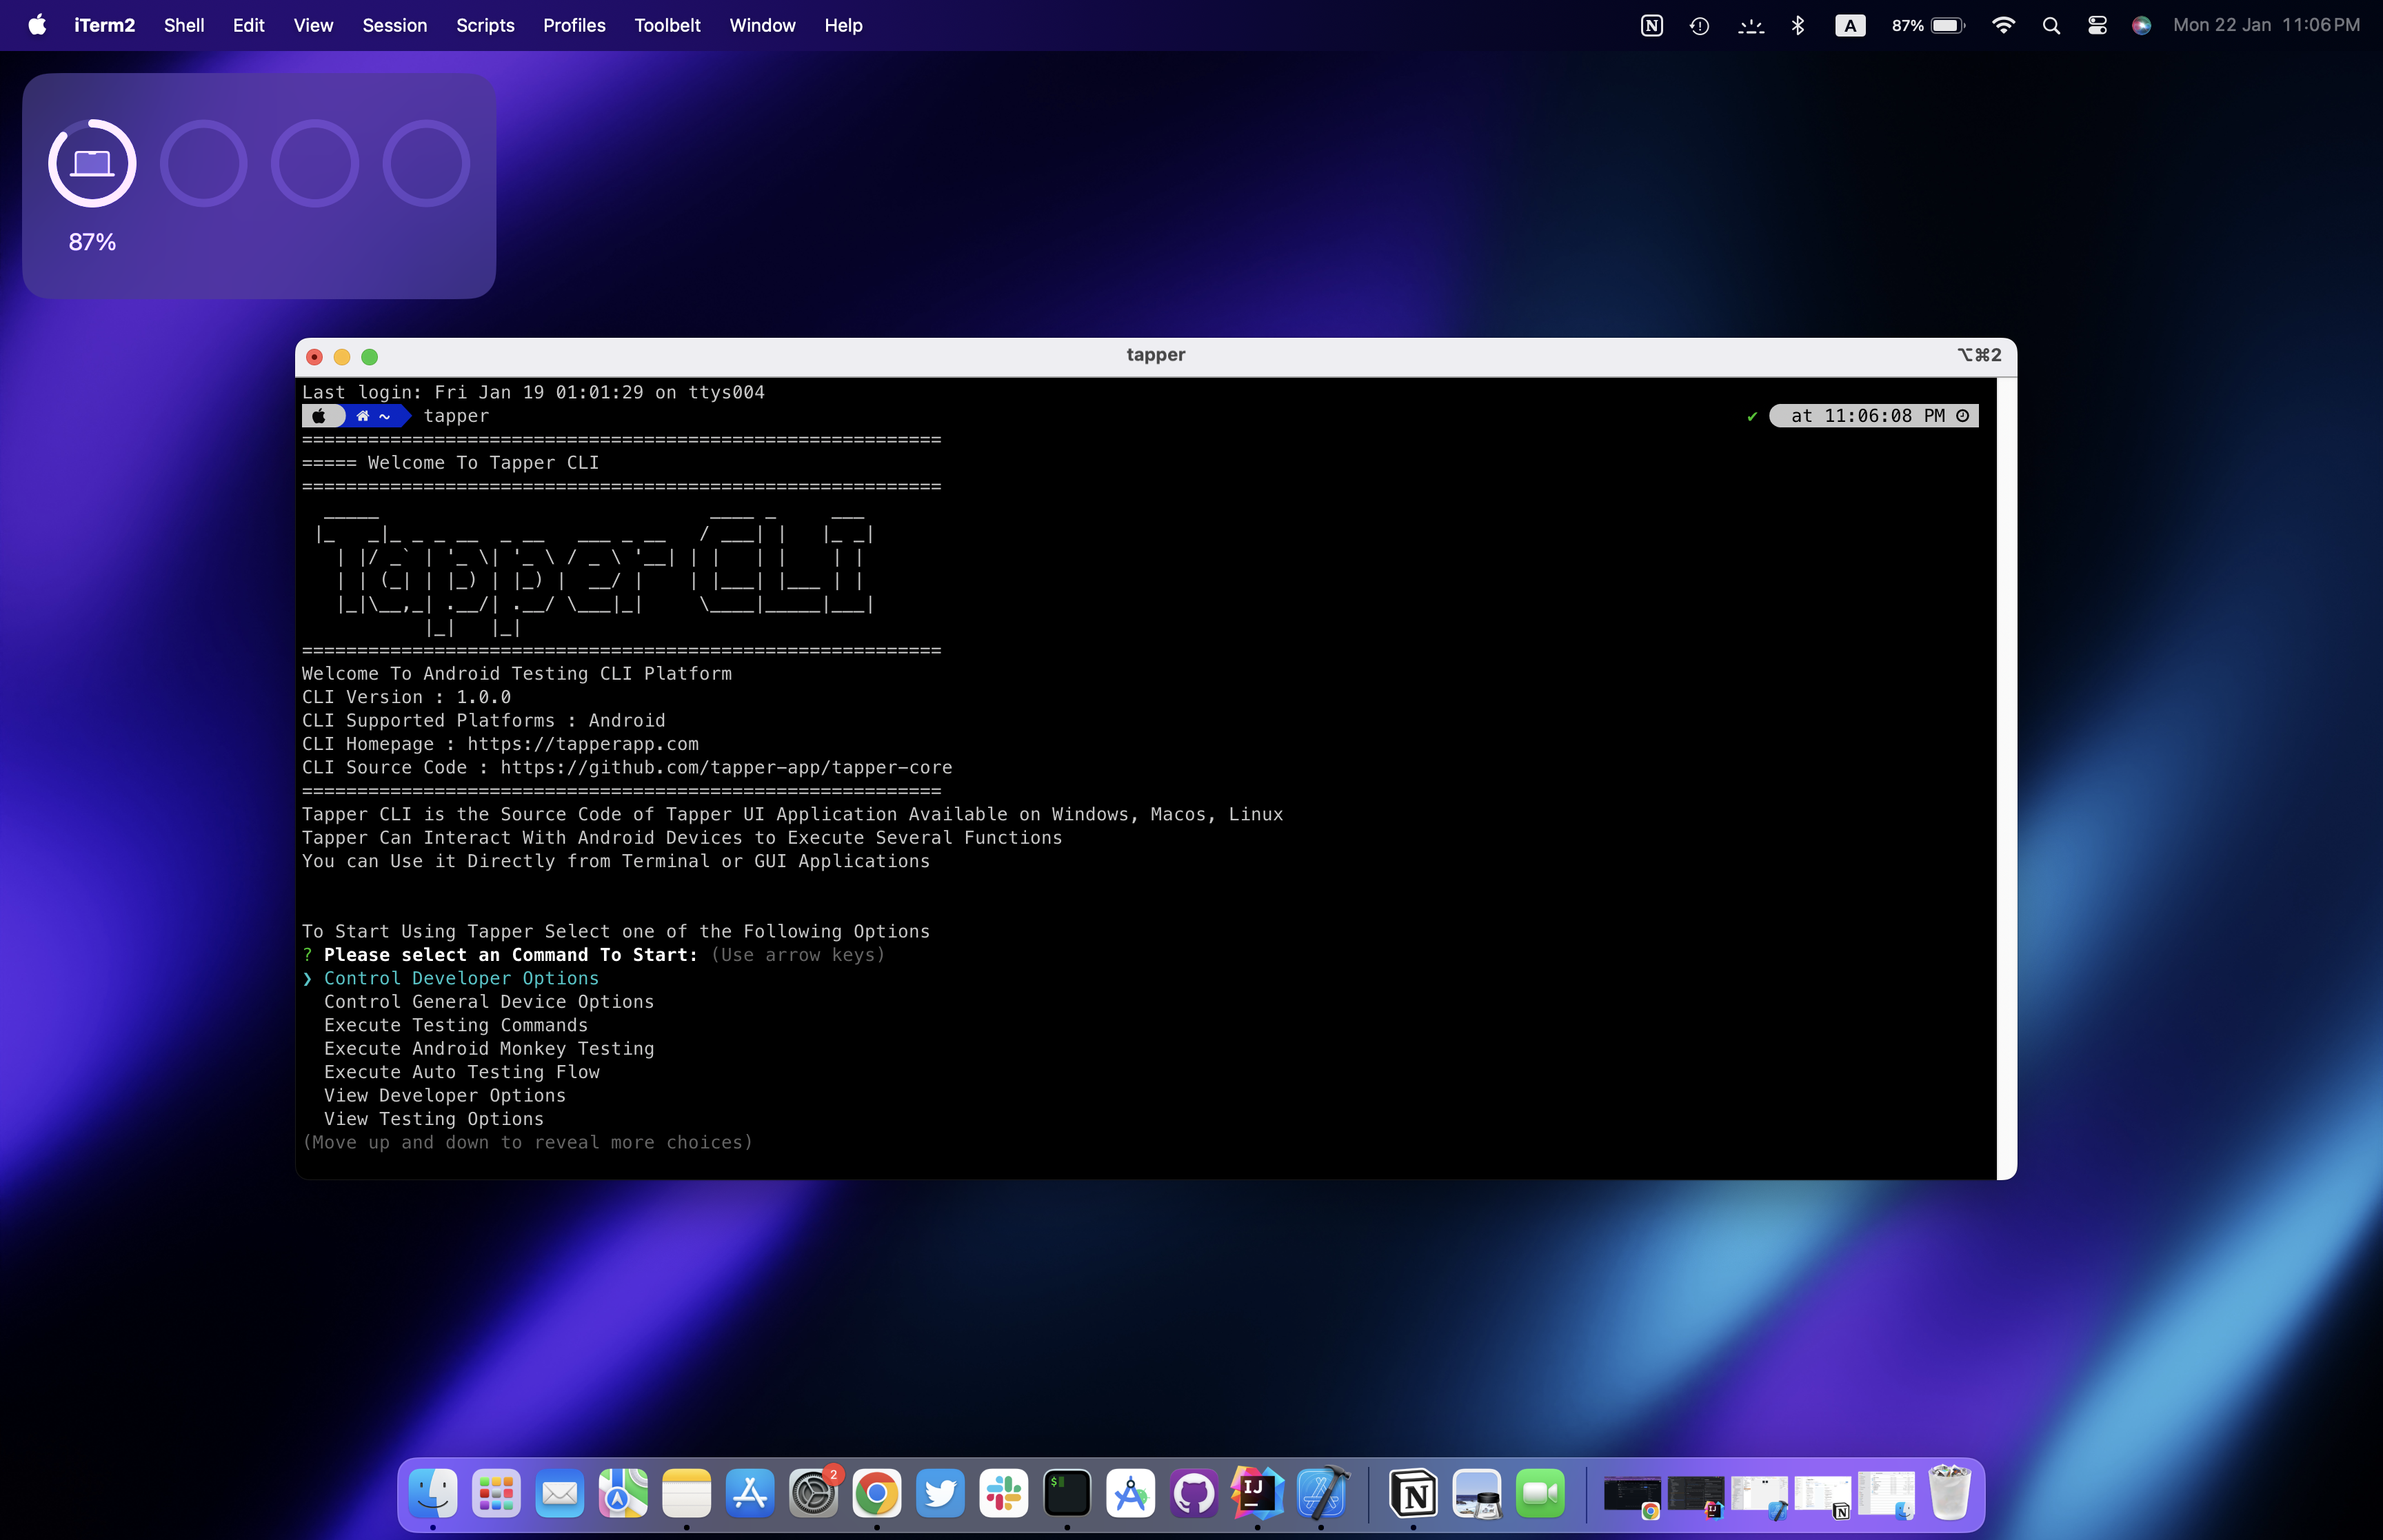 iTerm2 Shell Edit View Session Scripts Profiles Toolbelt Window Help A 87% Mon 22 Jan 11:06 PM
87%
tapper ⌥⌘2
Last login: Fri Jan 19 01:01:29 on ttys004
~ tapper ✔ at 11:06:08 PM
==========================================================
===== Welcome To Tapper CLI
==========================================================
Tapper CLI
==========================================================
Welcome To Android Testing CLI Platform
CLI Version : 1.0.0
CLI Supported Platforms : Android
CLI Homepage : https://tapperapp.com
CLI Source Code : https://github.com/tapper-app/tapper-core
==========================================================
Tapper CLI is the Source Code of Tapper UI Application Available on Windows, Macos, Linux
Tapper Can Interact With Android Devices to Execute Several Functions
You can Use it Directly from Terminal or GUI Applications
To Start Using Tapper Select one of the Following Options
? Please select an Command To Start: (Use arrow keys)
❯ Control Developer Options
Control General Device Options
Execute Testing Commands
Execute Android Monkey Testing
Execute Auto Testing Flow
View Developer Options
View Testing Options
(Move up and down to reveal more choices)
2
$
IJ
N